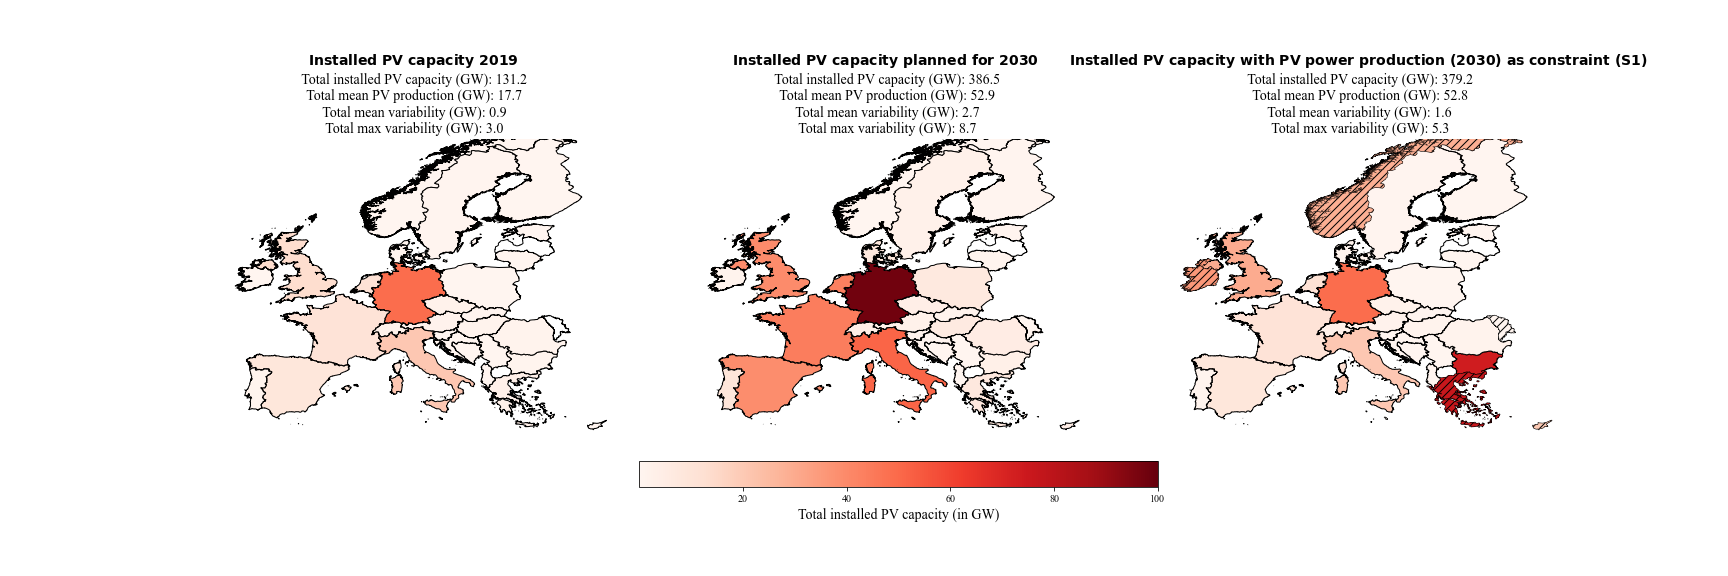 Installed PV capacity 2019
Total installed PV capacity (GW): 131.2
Total mean PV production (GW): 17.7
Total mean variability (GW): 0.9
Total max variability (GW): 3.0
Installed PV capacity planned for 2030
Total installed PV capacity (GW): 386.5
Total mean PV production (GW): 52.9
Total mean variability (GW): 2.7
Total max variability (GW): 8.7
Installed PV capacity with PV power production (2030) as constraint (S1)
Total installed PV capacity (GW): 379.2
Total mean PV production (GW): 52.8
Total mean variability (GW): 1.6
Total max variability (GW): 5.3
20 40 60 80 100
Total installed PV capacity (in GW)